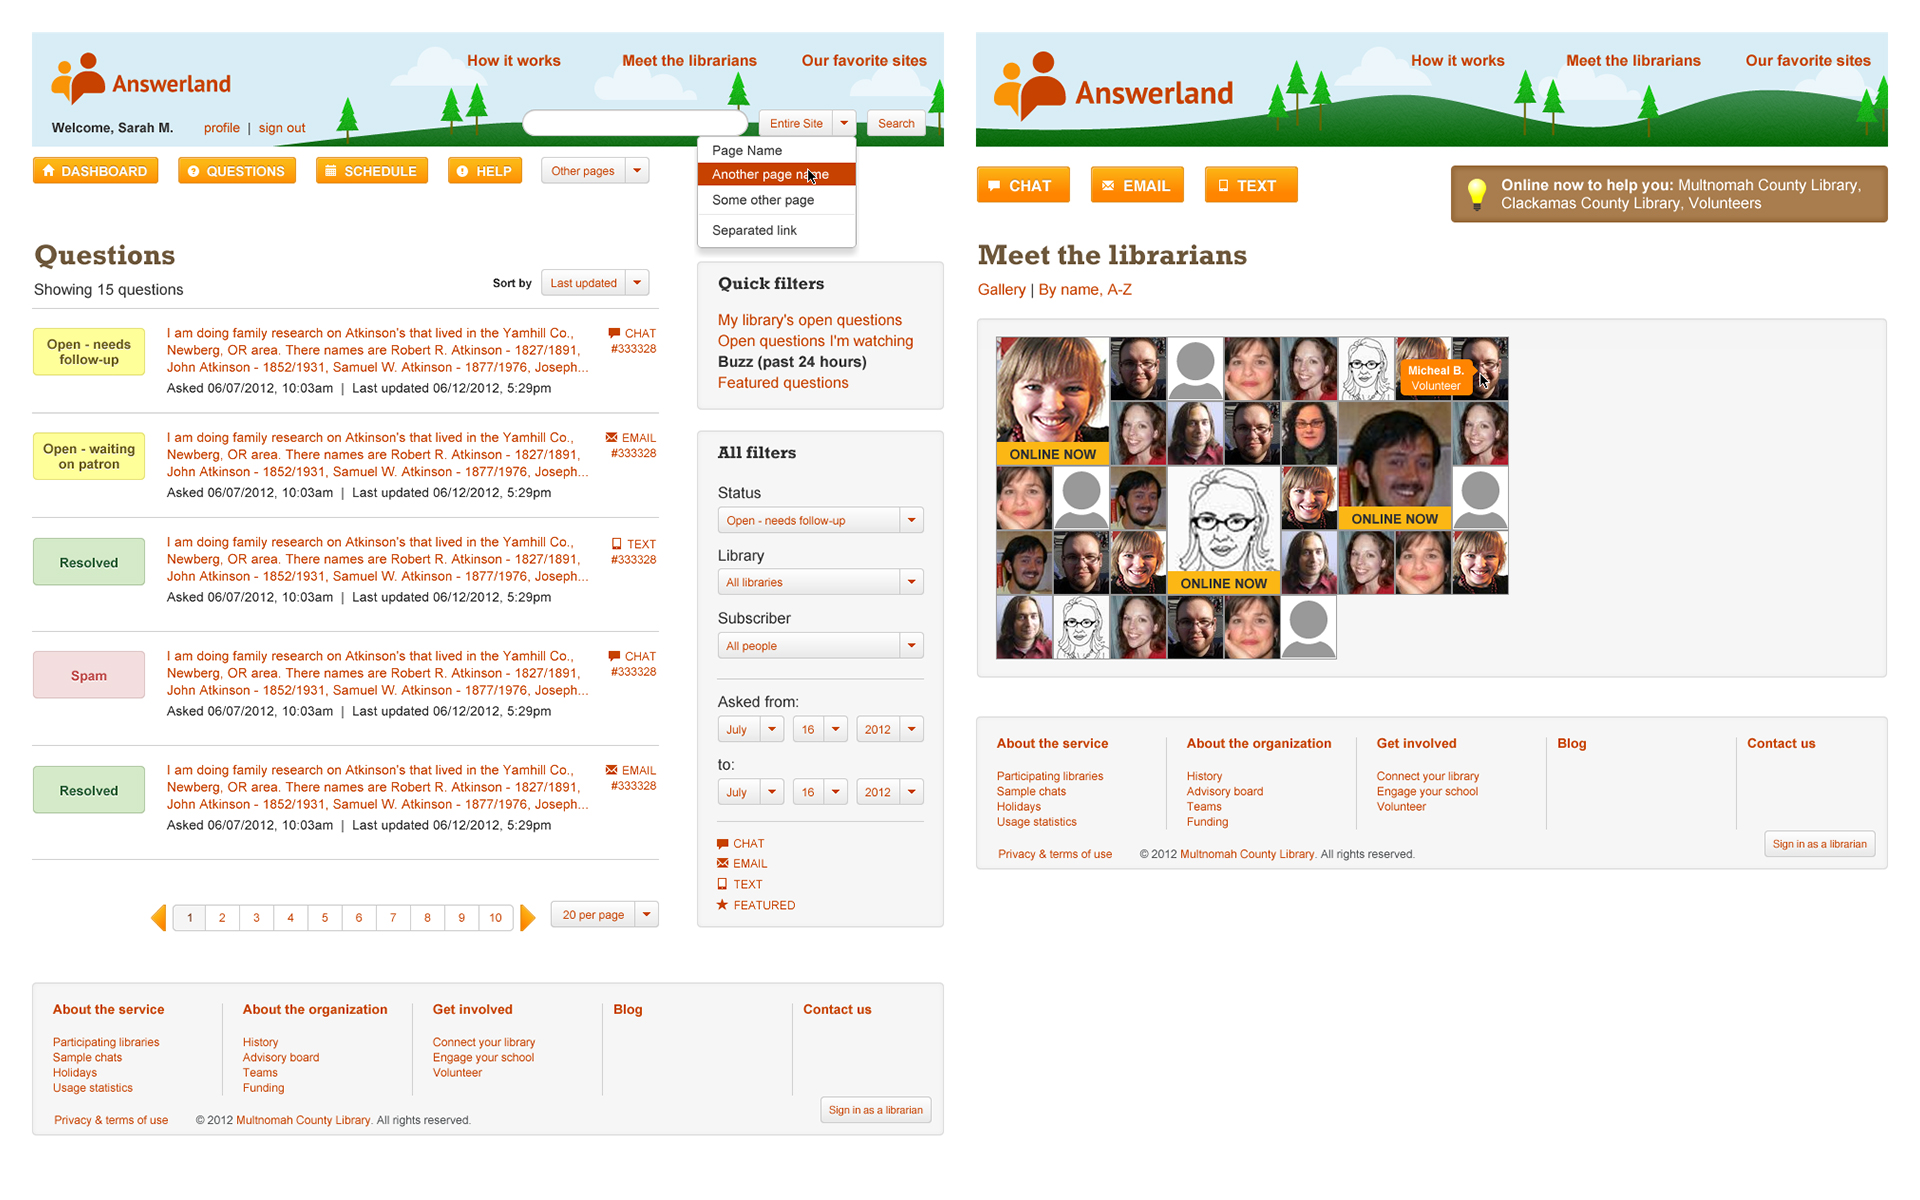 How it works
Meet the librarians
Our favorite sites
Answerland
Welcome, Sarah M.
profile | sign out
Entire Site
Search
Page Name
Another page name
Some other page
Separated link
DASHBOARD
QUESTIONS
SCHEDULE
HELP
Other pages
Questions
Showing 15 questions
Sort by
Last updated
Open - needs
follow-up
I am doing family research on Atkinson's that lived in the Yamhill Co.,
Newberg, OR area. There names are Robert R. Atkinson - 1827/1891,
John Atkinson - 1852/1931, Samuel W. Atkinson - 1877/1976, Joseph...
Asked 06/07/2012, 10:03am | Last updated 06/12/2012, 5:29pm
CHAT
#333328
Open - waiting
on patron
I am doing family research on Atkinson's that lived in the Yamhill Co.,
Newberg, OR area. There names are Robert R. Atkinson - 1827/1891,
John Atkinson - 1852/1931, Samuel W. Atkinson - 1877/1976, Joseph...
Asked 06/07/2012, 10:03am | Last updated 06/12/2012, 5:29pm
EMAIL
#333328
Resolved
I am doing family research on Atkinson's that lived in the Yamhill Co.,
Newberg, OR area. There names are Robert R. Atkinson - 1827/1891,
John Atkinson - 1852/1931, Samuel W. Atkinson - 1877/1976, Joseph...
Asked 06/07/2012, 10:03am | Last updated 06/12/2012, 5:29pm
TEXT
#333328
Spam
I am doing family research on Atkinson's that lived in the Yamhill Co.,
Newberg, OR area. There names are Robert R. Atkinson - 1827/1891,
John Atkinson - 1852/1931, Samuel W. Atkinson - 1877/1976, Joseph...
Asked 06/07/2012, 10:03am | Last updated 06/12/2012, 5:29pm
CHAT
#333328
Resolved
I am doing family research on Atkinson's that lived in the Yamhill Co.,
Newberg, OR area. There names are Robert R. Atkinson - 1827/1891,
John Atkinson - 1852/1931, Samuel W. Atkinson - 1877/1976, Joseph...
Asked 06/07/2012, 10:03am | Last updated 06/12/2012, 5:29pm
EMAIL
#333328
1 2 3 4 5 6 7 8 9 10
20 per page
Quick filters
My library's open questions
Open questions I'm watching
Buzz (past 24 hours)
Featured questions
All filters
Status
Open - needs follow-up
Library
All libraries
Subscriber
All people
Asked from:
July 16 2012
to:
July 16 2012
CHAT
EMAIL
TEXT
FEATURED
About the service
Participating libraries
Sample chats
Holidays
Usage statistics
About the organization
History
Advisory board
Teams
Funding
Get involved
Connect your library
Engage your school
Volunteer
Blog
Contact us
Privacy & terms of use
© 2012 Multnomah County Library. All rights reserved.
Sign in as a librarian
Answerland
How it works
Meet the librarians
Our favorite sites
CHAT
EMAIL
TEXT
Online now to help you: Multnomah County Library,
Clackamas County Library, Volunteers
Meet the librarians
Gallery | By name, A-Z
Micheal B.
Volunteer
ONLINE NOW
ONLINE NOW
ONLINE NOW
About the service
Participating libraries
Sample chats
Holidays
Usage statistics
About the organization
History
Advisory board
Teams
Funding
Get involved
Connect your library
Engage your school
Volunteer
Blog
Contact us
Privacy & terms of use
© 2012 Multnomah County Library. All rights reserved.
Sign in as a librarian